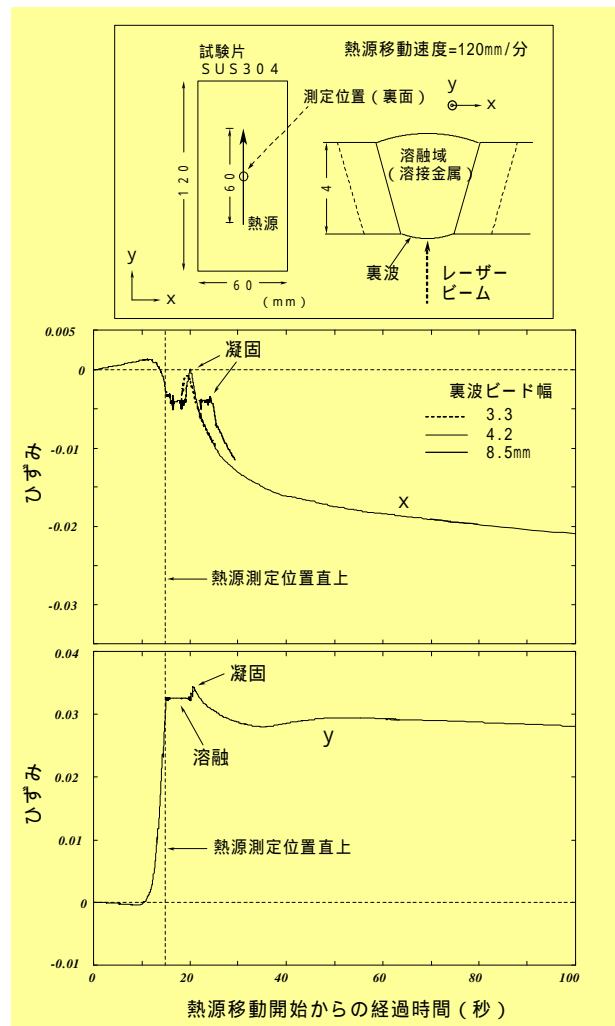 試験片
SUS304
熱源移動速度=120mm/分
測定位置(裏面)
y
x
120
60
熱源
60
(mm)
y
x
4
溶融域
(溶接金属)
裏波
レーザー
ビーム
0.005
0
-0.01
-0.02
-0.03
ひずみ
凝固
裏波ビード幅
3.3
4.2
8.5mm
x
熱源測定位置直上
0.04
0.03
0.02
0.01
0
-0.01
ひずみ
凝固
溶融
y
熱源測定位置直上
0
20
40
60
80
100
熱源移動開始からの経過時間(秒)